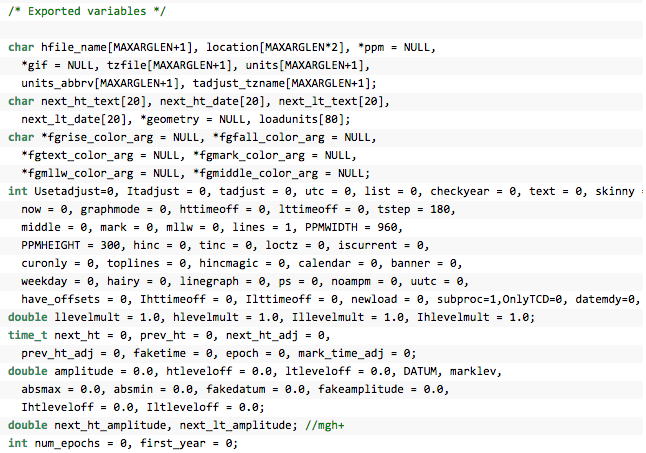 /* Exported variables */
char hfile_name[MAXARGLEN+1], location[MAXARGLEN*2], *ppm = NULL,
*gif = NULL, tzfile[MAXARGLEN+1], units[MAXARGLEN+1],
units_abbrv[MAXARGLEN+1], tadjust_tzname[MAXARGLEN+1];
char next_ht_text[20], next_ht_date[20], next_lt_text[20],
next_lt_date[20], *geometry = NULL, loadunits[80];
char *fgrise_color_arg = NULL, *fgfall_color_arg = NULL,
*fgtext_color_arg = NULL, *fgmark_color_arg = NULL,
*fgmllw_color_arg = NULL, *fgmiddle_color_arg = NULL;
int Usetadjust=0, Itadjust = 0, tadjust = 0, utc = 0, list = 0, checkyear = 0, text = 0, skinny =
now = 0, graphmode = 0, httimeoff = 0, lttimeoff = 0, tstep = 180,
middle = 0, mark = 0, mllw = 0, lines = 1, PPMWIDTH = 960,
PPMHEIGHT = 300, hinc = 0, tinc = 0, loctz = 0, iscurrent = 0,
curonly = 0, toplines = 0, hincmagic = 0, calendar = 0, banner = 0,
weekday = 0, hairy = 0, linegraph = 0, ps = 0, noampm = 0, uutc = 0,
have_offsets = 0, Ihttimeoff = 0, Ilttimeoff = 0, newload = 0, subproc=1,OnlyTCD=0, datemdy=0,
double llevelmult = 1.0, hlevelmult = 1.0, Illevelmult = 1.0, Ihlevelmult = 1.0;
time_t next_ht = 0, prev_ht = 0, next_ht_adj = 0,
prev_ht_adj = 0, faketime = 0, epoch = 0, mark_time_adj = 0;
double amplitude = 0.0, htleveloff = 0.0, ltleveloff = 0.0, DATUM, marklev,
absmax = 0.0, absmin = 0.0, fakedatum = 0.0, fakeamplitude = 0.0,
Ihtleveloff = 0.0, Iltleveloff = 0.0;
double next_ht_amplitude, next_lt_amplitude; //mgh+
int num_epochs = 0, first_year = 0;